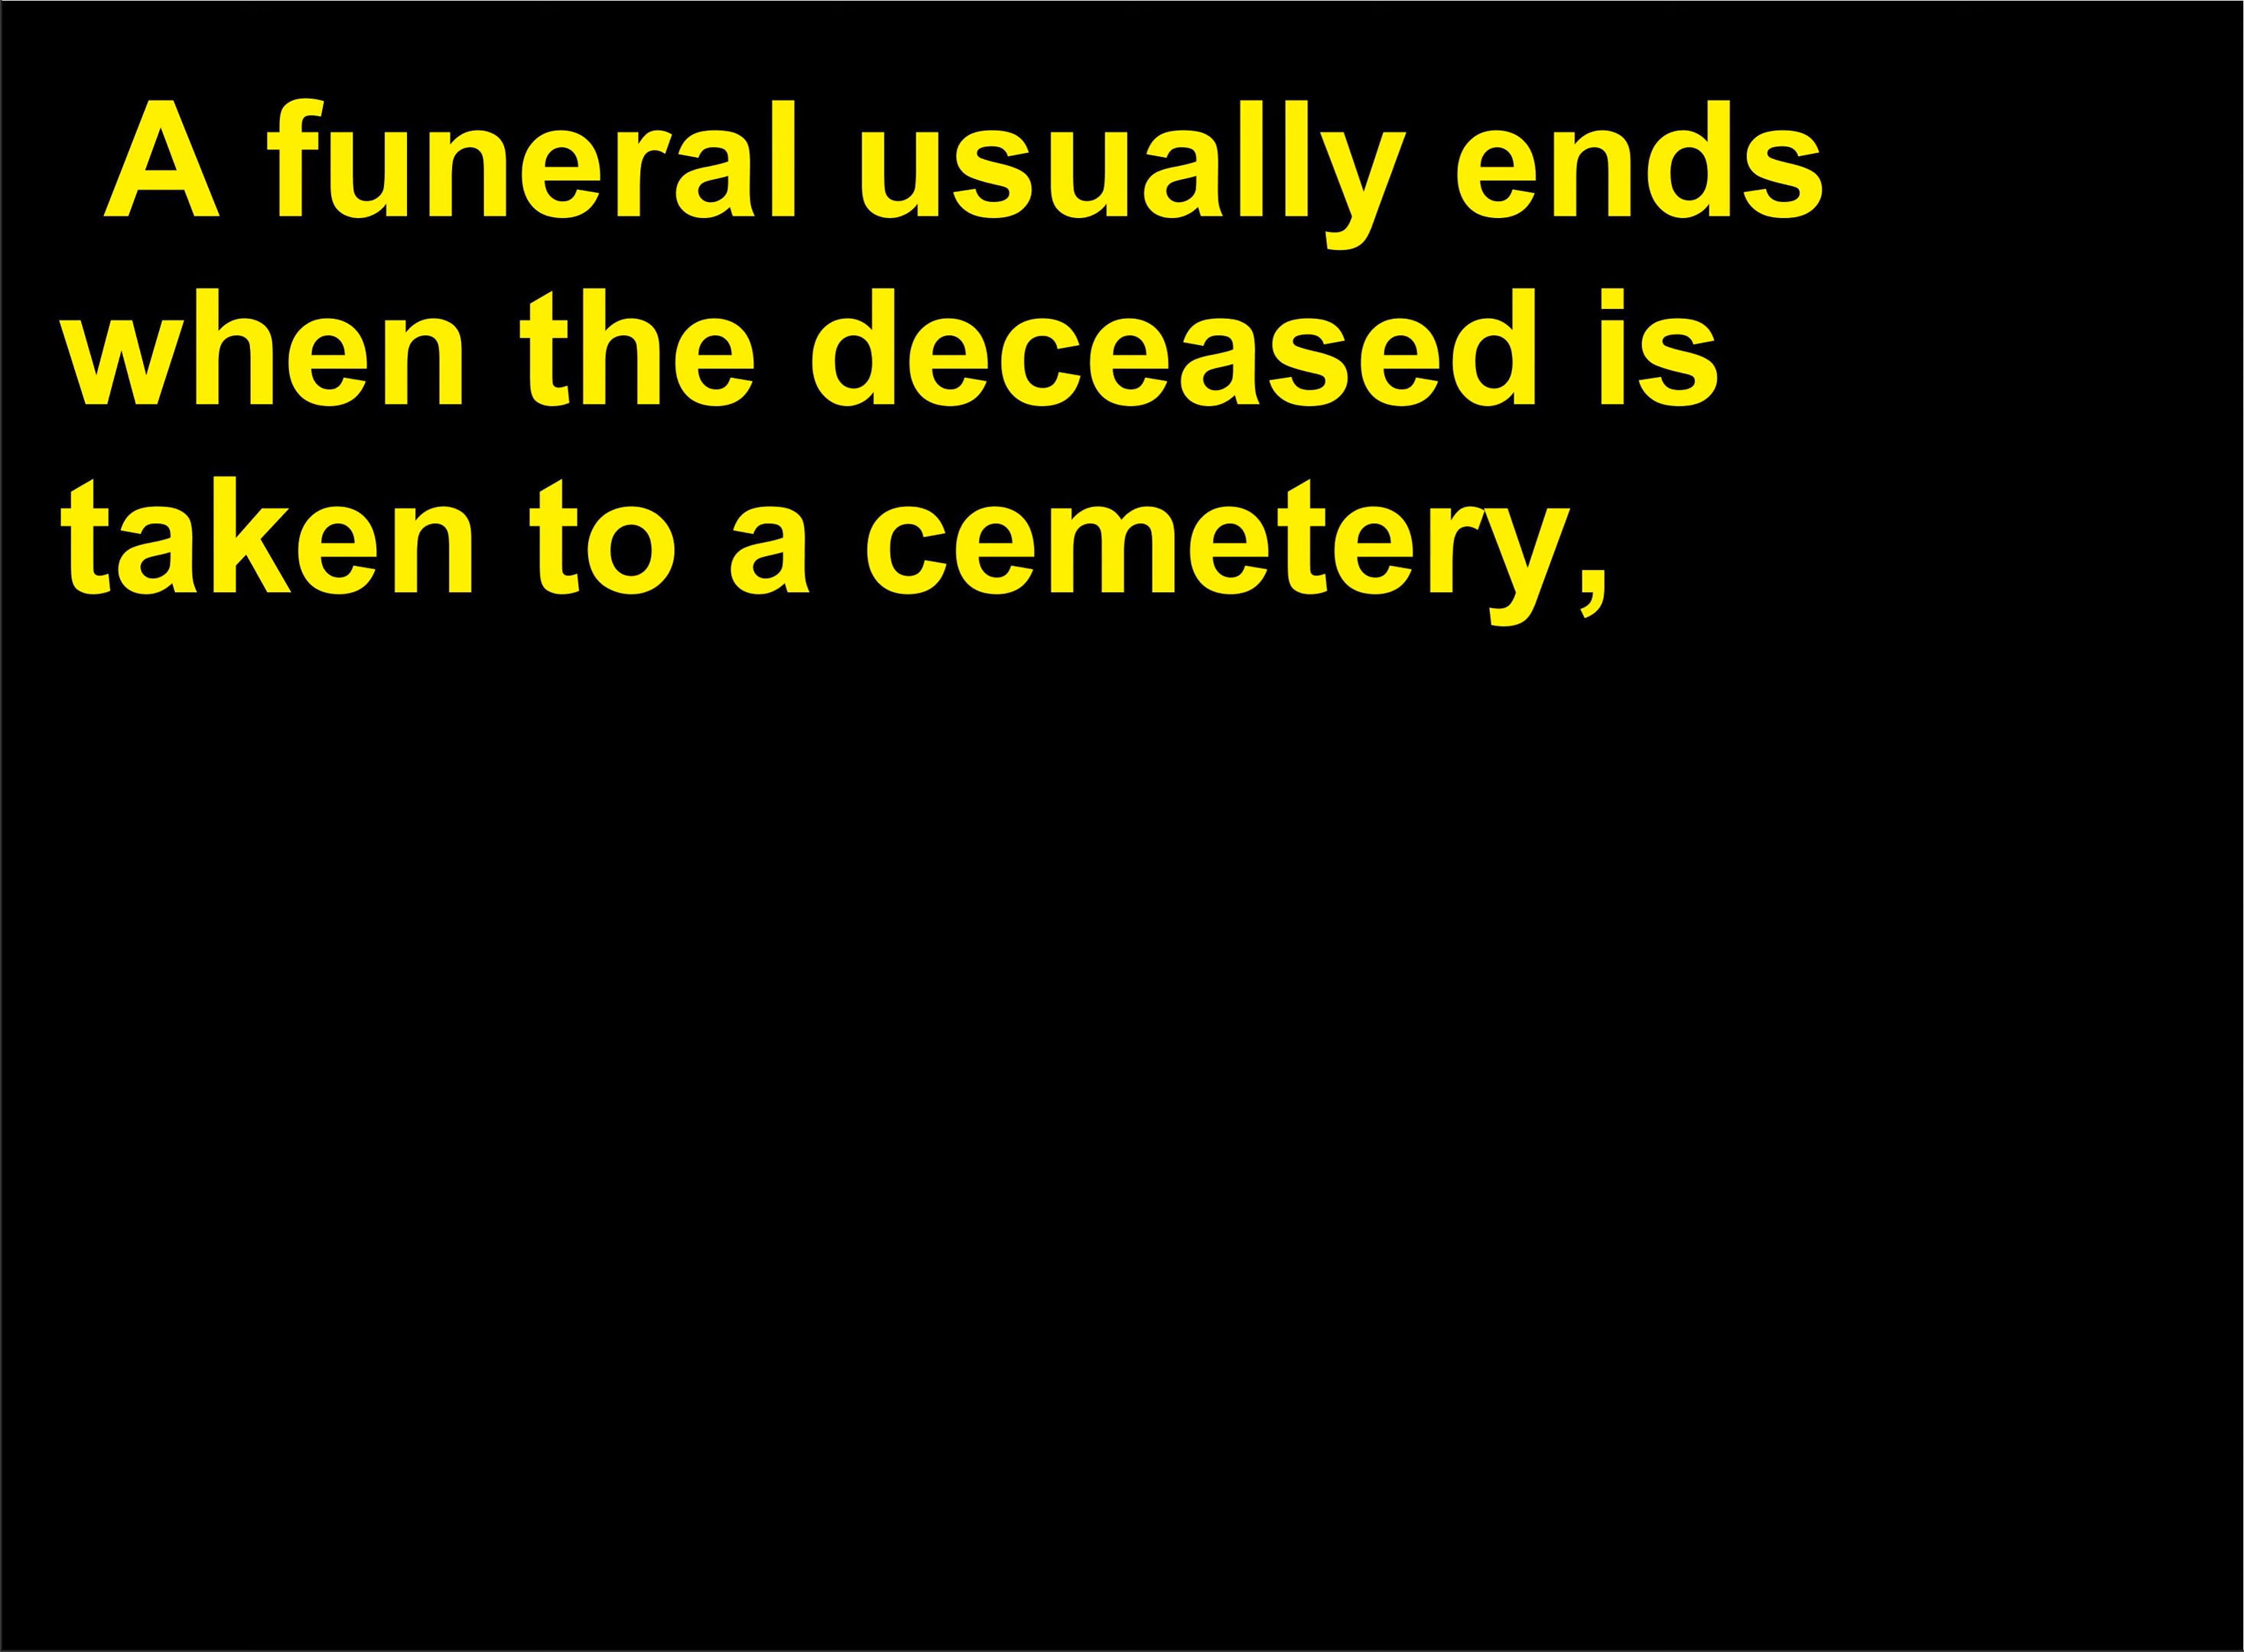 A funeral usually ends
when the deceased is
taken to a cemetery,